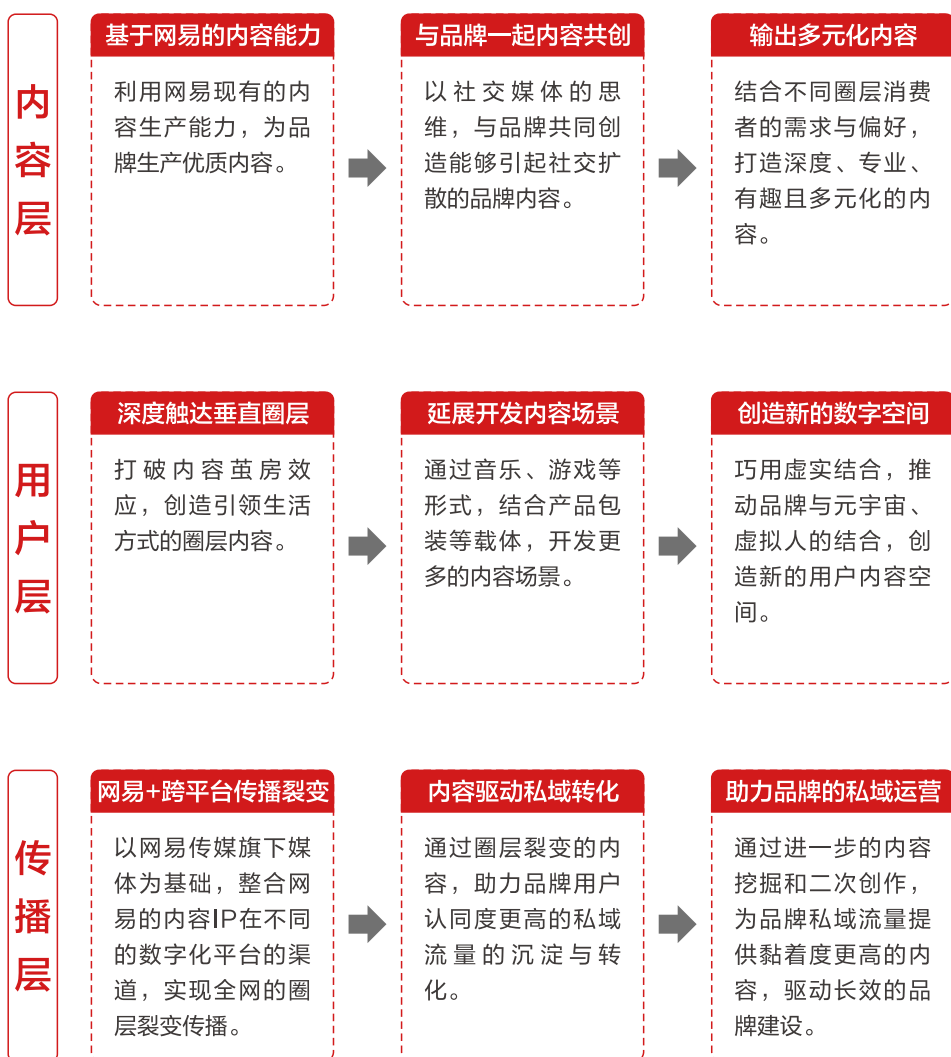 内
容
层
基于网易的内容能力
利用网易现有的内
容生产能力，为品
牌生产优质内容。
与品牌一起内容共创
以社交媒体的思
维，与品牌共同创
造能够引起社交扩
散的品牌内容。
输出多元化内容
结合不同圈层消费
者的需求与偏好，
打造深度、专业、
有趣且多元化的内
容。
用
户
层
深度触达垂直圈层
打破内容茧房效
应，创造引领生活
方式的圈层内容。
延展开发内容场景
通过音乐、游戏等
形式，结合产品包
装等载体，开发更
多的内容场景。
创造新的数字空间
巧用虚实结合，推
动品牌与元宇宙、
虚拟人的结合，创
造新的用户内容空
间。
传
播
层
网易+跨平台传播裂变
以网易传媒旗下媒
体为基础，整合网
易的内容IP在不同
的数字化平台的渠
道，实现全网的圈
层裂变传播。
内容驱动私域转化
通过圈层裂变的内
容，助力品牌用户
认同度更高的私域
流量的沉淀与转
化。
助力品牌的私域运营
通过进一步的内容
挖掘和二次创作，
为品牌私域流量提
供黏着度更高的内
容，驱动长效的品
牌建设。